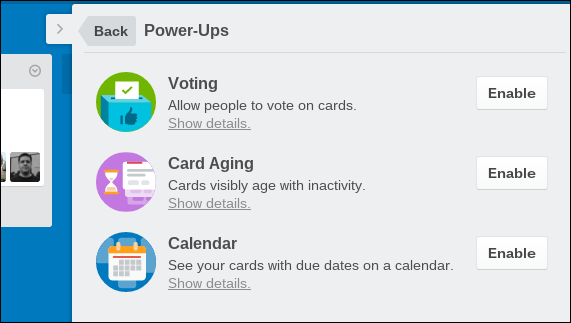 Back
Power-Ups
Voting
Allow people to vote on cards.
Show details.
Enable
Card Aging
Cards visibly age with inactivity.
Show details.
Enable
Calendar
See your cards with due dates on a calendar.
Show details.
Enable